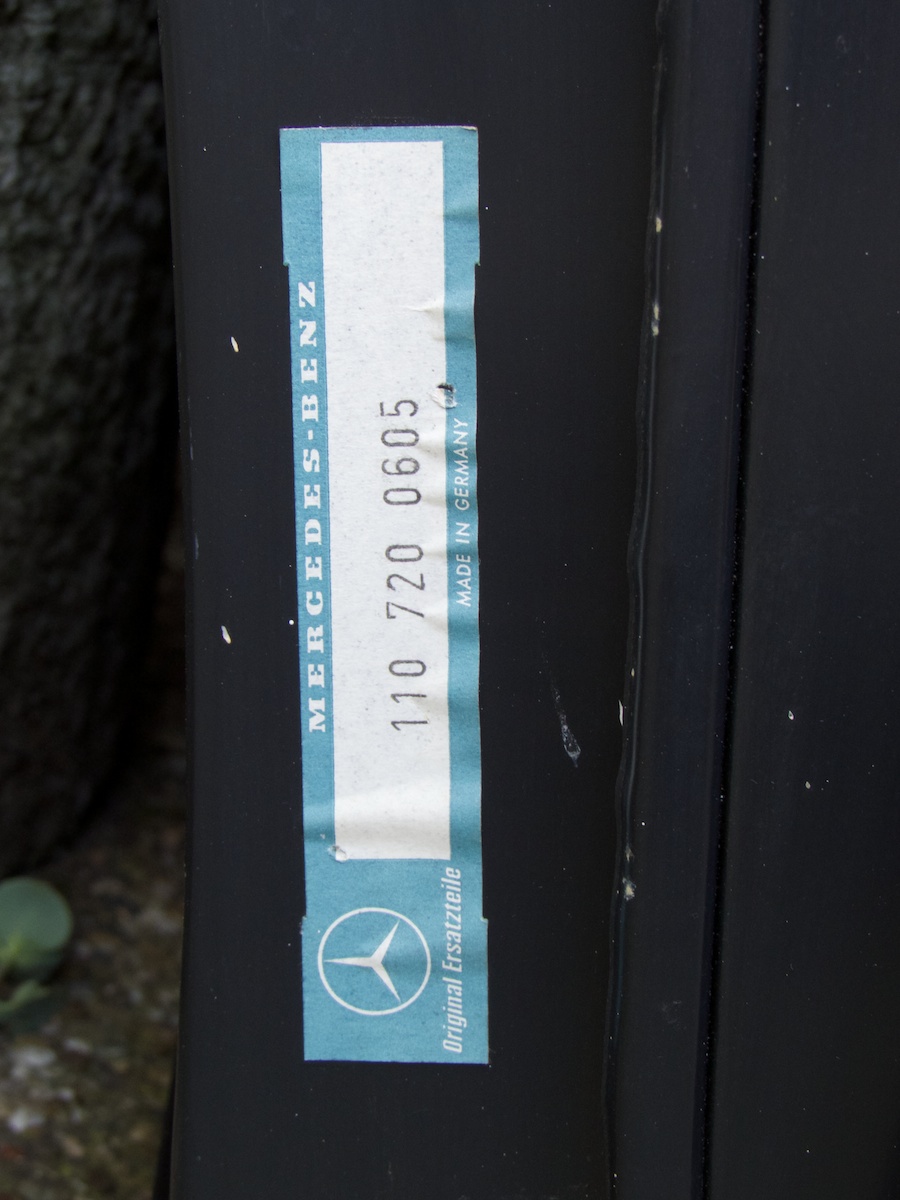 MERCEDES-BENZ
110 720 0605
MADE IN GERMANY
Original Ersatzteile